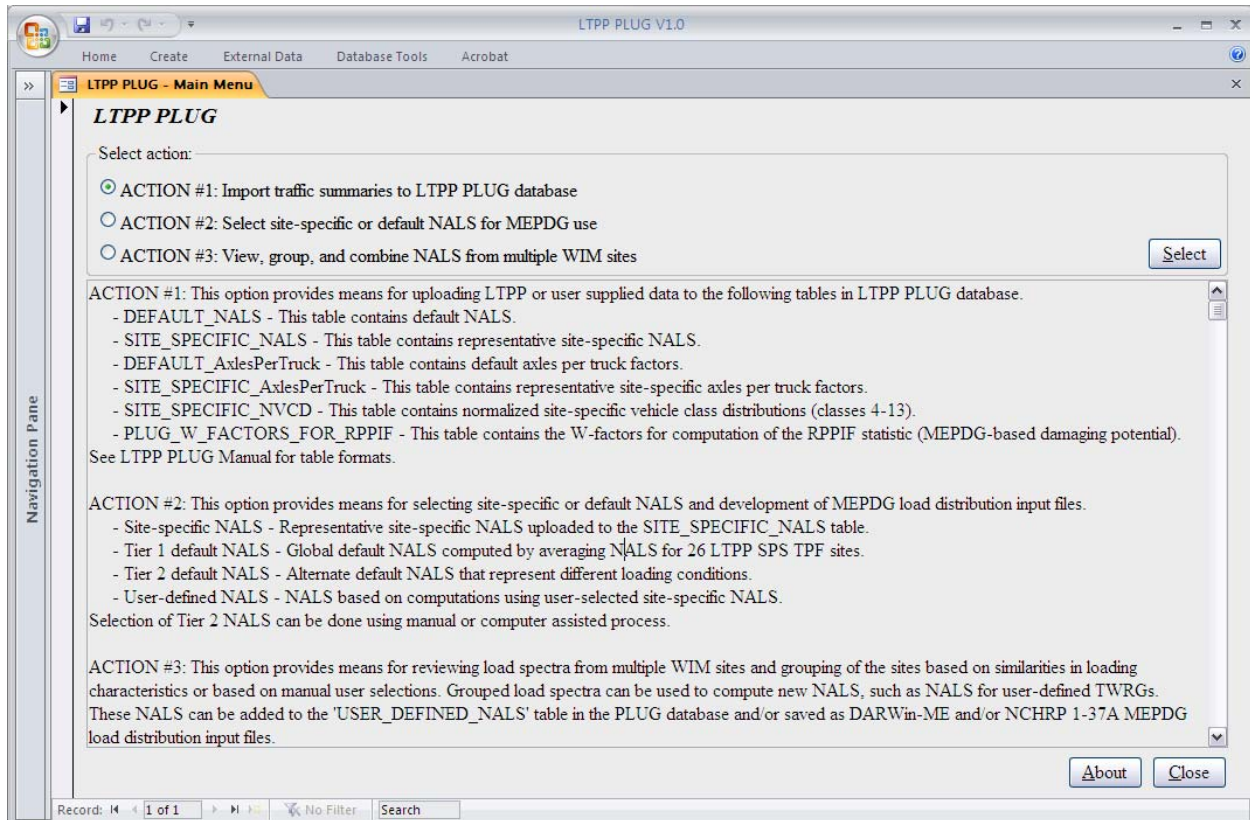 LTPP PLUG V1.0
Home Create External Data Database Tools Acrobat
LTPP PLUG - Main Menu
LTPP PLUG
Select action:
ACTION #1: Import traffic summaries to LTPP PLUG database
ACTION #2: Select site-specific or default NALS for MEPDG use
ACTION #3: View, group, and combine NALS from multiple WIM sites
Select
ACTION #1: This option provides means for uploading LTPP or user supplied data to the following tables in LTPP PLUG database.
- DEFAULT_NALS - This table contains default NALS.
- SITE_SPECIFIC_NALS - This table contains representative site-specific NALS.
- DEFAULT_AxlesPerTruck - This table contains default axles per truck factors.
- SITE_SPECIFIC_AxlesPerTruck - This table contains representative site-specific axles per truck factors.
- SITE_SPECIFIC_NVCD - This table contains normalized site-specific vehicle class distributions (classes 4-13).
- PLUG_W_FACTORS_FOR_RPPIF - This table contains the W-factors for computation of the RPPIF statistic (MEPDG-based damaging potential).
See LTPP PLUG Manual for table formats.
ACTION #2: This option provides means for selecting site-specific or default NALS and development of MEPDG load distribution input files.
- Site-specific NALS - Representative site-specific NALS uploaded to the SITE_SPECIFIC_NALS table.
- Tier 1 default NALS - Global default NALS computed by averaging NALS for 26 LTPP SPS TPF sites.
- Tier 2 default NALS - Alternate default NALS that represent different loading conditions.
- User-defined NALS - NALS based on computations using user-selected site-specific NALS.
Selection of Tier 2 NALS can be done using manual or computer assisted process.
ACTION #3: This option provides means for reviewing load spectra from multiple WIM sites and grouping of the sites based on similarities in loading
characteristics or based on manual user selections. Grouped load spectra can be used to compute new NALS, such as NALS for user-defined TWRGs.
These NALS can be added to the 'USER_DEFINED_NALS' table in the PLUG database and/or saved as DARWin-ME and/or NCHRP 1-37A MEPDG
load distribution input files.
Navigation Pane
About Close
Record: 1 of 1 No Filter Search